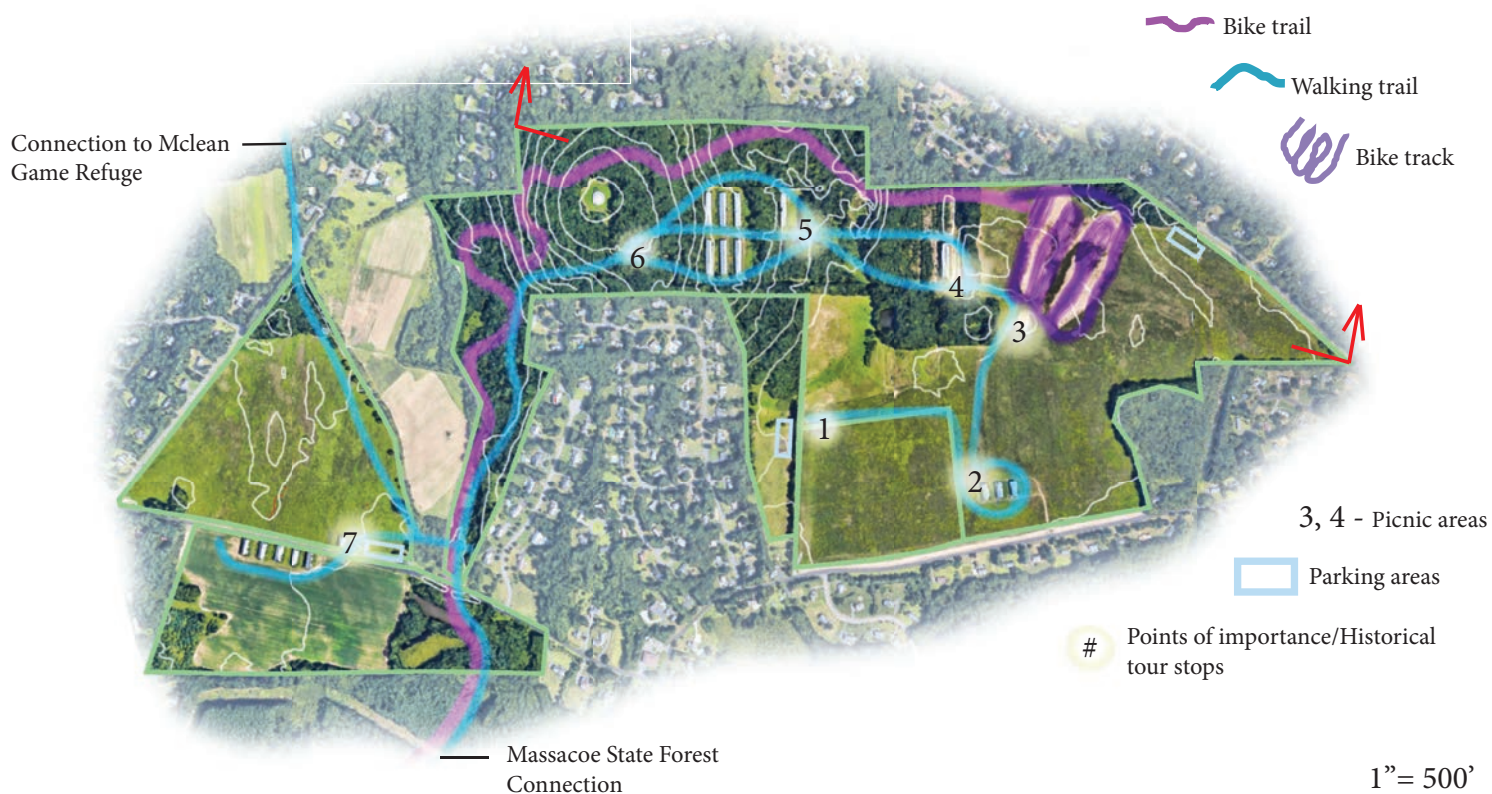 Bike trail
Walking trail
Bike track
Connection to Mclean
Game Refuge
5
6
4
3
1
2
7
3, 4 - Picnic areas
Parking areas
# Points of importance/Historical
tour stops
Massacoe State Forest
Connection
1”= 500’